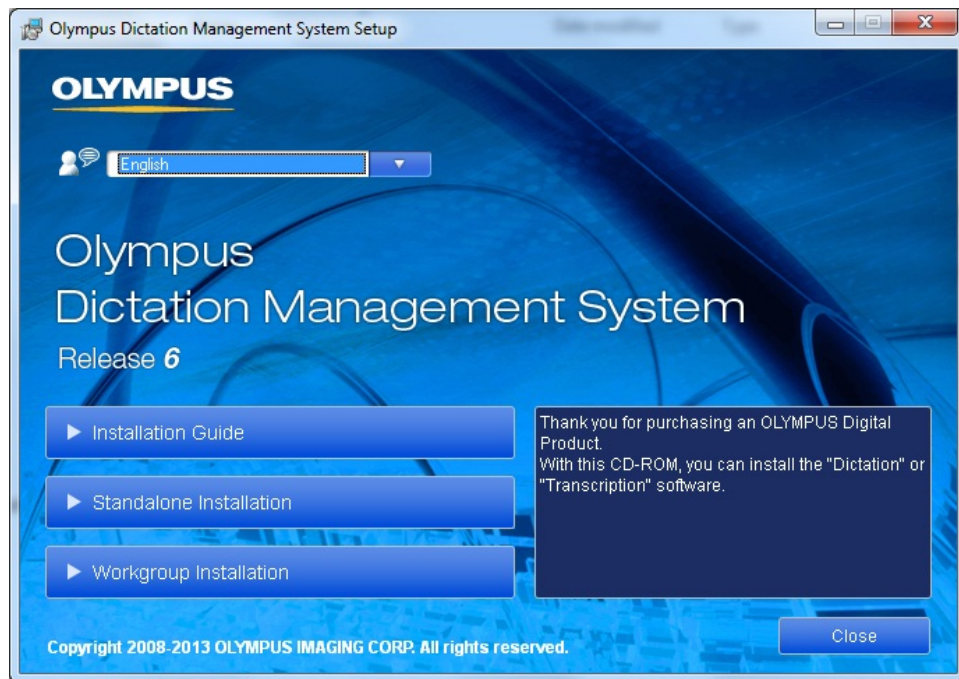 Olympus Dictation Management System Setup
OLYMPUS
English
Olympus
Dictation Management System
Release 6
Installation Guide
Standalone Installation
Workgroup Installation
Thank you for purchasing an OLYMPUS Digital
Product.
With this CD-ROM, you can install the "Dictation" or
"Transcription" software.
Copyright 2008-2013 OLYMPUS IMAGING CORP. All rights reserved.
Close